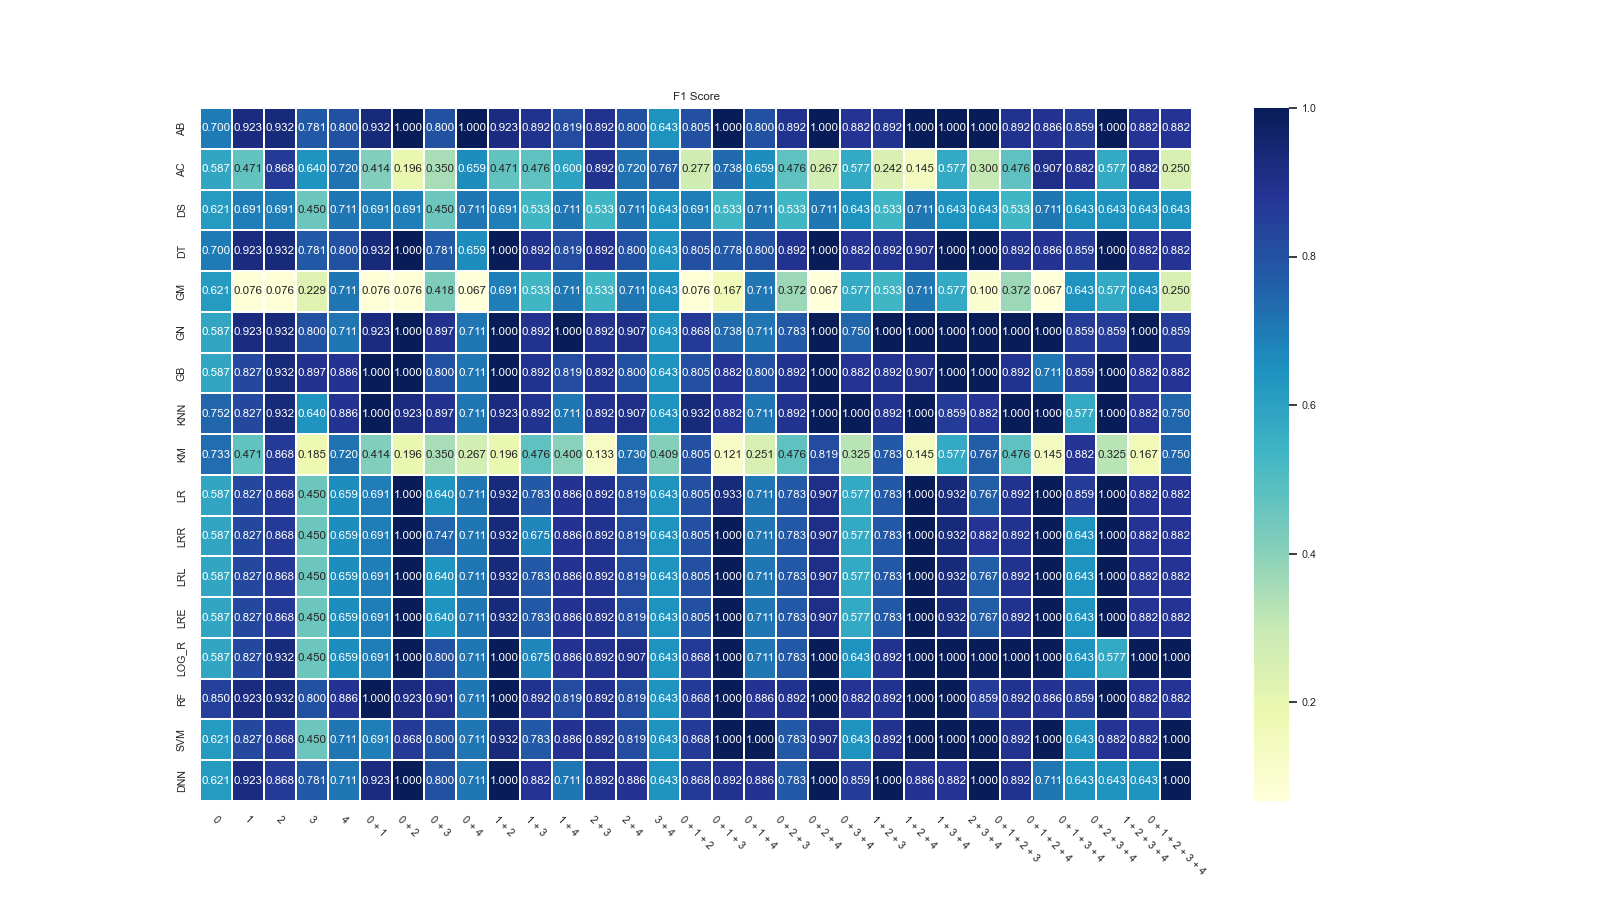 F1 Score
AB 0.700 0.923 0.932 0.781 0.800 0.932 1.000 0.800 1.000 0.923 0.892 0.819 0.892 0.800 0.643 0.805 1.000 0.800 0.892 1.000 0.882 0.892 1.000 1.000 1.000 0.892 0.886 0.859 1.000 0.882 0.882
AC 0.587 0.471 0.868 0.640 0.720 0.414 0.196 0.350 0.659 0.471 0.476 0.600 0.892 0.720 0.767 0.277 0.738 0.659 0.476 0.267 0.577 0.242 0.145 0.577 0.300 0.476 0.907 0.882 0.577 0.882 0.250
DS 0.621 0.691 0.691 0.450 0.711 0.691 0.691 0.450 0.711 0.691 0.533 0.711 0.533 0.711 0.643 0.691 0.533 0.711 0.533 0.711 0.643 0.533 0.711 0.643 0.643 0.533 0.711 0.643 0.643 0.643 0.643
DT 0.700 0.923 0.932 0.781 0.800 0.932 1.000 0.781 0.659 1.000 0.892 0.819 0.892 0.800 0.643 0.805 0.778 0.800 0.892 1.000 0.882 0.892 0.907 1.000 1.000 0.892 0.886 0.859 1.000 0.882 0.882
GM 0.621 0.076 0.076 0.229 0.711 0.076 0.076 0.418 0.067 0.691 0.533 0.711 0.533 0.711 0.643 0.076 0.167 0.711 0.372 0.067 0.577 0.533 0.711 0.577 0.100 0.372 0.067 0.643 0.577 0.643 0.250
GN 0.587 0.923 0.932 0.800 0.711 0.923 1.000 0.897 0.711 1.000 0.892 1.000 0.892 0.907 0.643 0.868 0.738 0.711 0.783 1.000 0.750 1.000 1.000 1.000 1.000 1.000 1.000 0.859 0.859 1.000 0.859
GB 0.587 0.827 0.932 0.897 0.886 1.000 1.000 0.800 0.711 1.000 0.892 0.819 0.892 0.800 0.643 0.805 0.882 0.800 0.892 1.000 0.882 0.892 0.907 1.000 1.000 0.892 0.711 0.859 1.000 0.882 0.882
KNN 0.752 0.827 0.932 0.640 0.886 1.000 0.923 0.897 0.711 0.923 0.892 0.711 0.892 0.907 0.643 0.932 0.882 0.711 0.892 1.000 1.000 0.892 1.000 0.859 0.882 1.000 1.000 0.577 1.000 0.882 0.750
KM 0.733 0.471 0.868 0.185 0.720 0.414 0.196 0.350 0.267 0.196 0.476 0.400 0.133 0.730 0.409 0.805 0.121 0.251 0.476 0.819 0.325 0.783 0.145 0.577 0.767 0.476 0.145 0.882 0.325 0.167 0.750
LR 0.587 0.827 0.868 0.450 0.659 0.691 1.000 0.640 0.711 0.932 0.783 0.886 0.892 0.819 0.643 0.805 0.933 0.711 0.783 0.907 0.577 0.783 1.000 0.932 0.767 0.892 1.000 0.859 1.000 0.882 0.882
LRR 0.587 0.827 0.868 0.450 0.659 0.691 1.000 0.747 0.711 0.932 0.675 0.886 0.892 0.819 0.643 0.805 1.000 0.711 0.783 0.907 0.577 0.783 1.000 0.932 0.882 0.892 1.000 0.643 1.000 0.882 0.882
LRL 0.587 0.827 0.868 0.450 0.659 0.691 1.000 0.640 0.711 0.932 0.783 0.886 0.892 0.819 0.643 0.805 1.000 0.711 0.783 0.907 0.577 0.783 1.000 0.932 0.767 0.892 1.000 0.643 1.000 0.882 0.882
LRE 0.587 0.827 0.868 0.450 0.659 0.691 1.000 0.640 0.711 0.932 0.783 0.886 0.892 0.819 0.643 0.805 1.000 0.711 0.783 0.907 0.577 0.783 1.000 0.932 0.767 0.892 1.000 0.643 1.000 0.882 0.882
LOG_R 0.587 0.827 0.932 0.450 0.659 0.691 1.000 0.800 0.711 1.000 0.675 0.886 0.892 0.907 0.643 0.868 1.000 0.711 0.783 1.000 0.643 0.892 1.000 1.000 1.000 1.000 1.000 0.643 0.577 1.000 1.000
RF 0.850 0.923 0.932 0.800 0.886 1.000 0.923 0.901 0.711 1.000 0.892 0.819 0.892 0.819 0.643 0.868 1.000 0.886 0.892 1.000 0.882 0.892 1.000 1.000 0.859 0.892 0.886 0.859 1.000 0.882 0.882
SVM 0.621 0.827 0.868 0.450 0.711 0.691 0.868 0.800 0.711 0.932 0.783 0.886 0.892 0.819 0.643 0.868 1.000 1.000 0.783 0.907 0.643 0.892 1.000 1.000 1.000 0.892 1.000 0.643 0.882 0.882 1.000
DNN 0.621 0.923 0.868 0.781 0.711 0.923 1.000 0.800 0.711 1.000 0.882 0.711 0.892 0.886 0.643 0.868 0.892 0.886 0.783 1.000 0.859 1.000 0.886 0.882 1.000 0.892 0.711 0.643 0.643 0.643 1.000
0
1
2
3
4
0 + 1
0 + 2
0 + 3
0 + 4
1 + 2
1 + 3
1 + 4
2 + 3
2 + 4
3 + 4
0 + 1 + 2
0 + 1 + 3
0 + 1 + 4
0 + 2 + 3
0 + 2 + 4
0 + 3 + 4
1 + 2 + 3
1 + 2 + 4
1 + 3 + 4
2 + 3 + 4
0 + 1 + 2 + 3
0 + 1 + 2 + 4
0 + 1 + 3 + 4
0 + 2 + 3 + 4
1 + 2 + 3 + 4
0 + 1 + 2 + 3 + 4
1.0
0.8
0.6
0.4
0.2